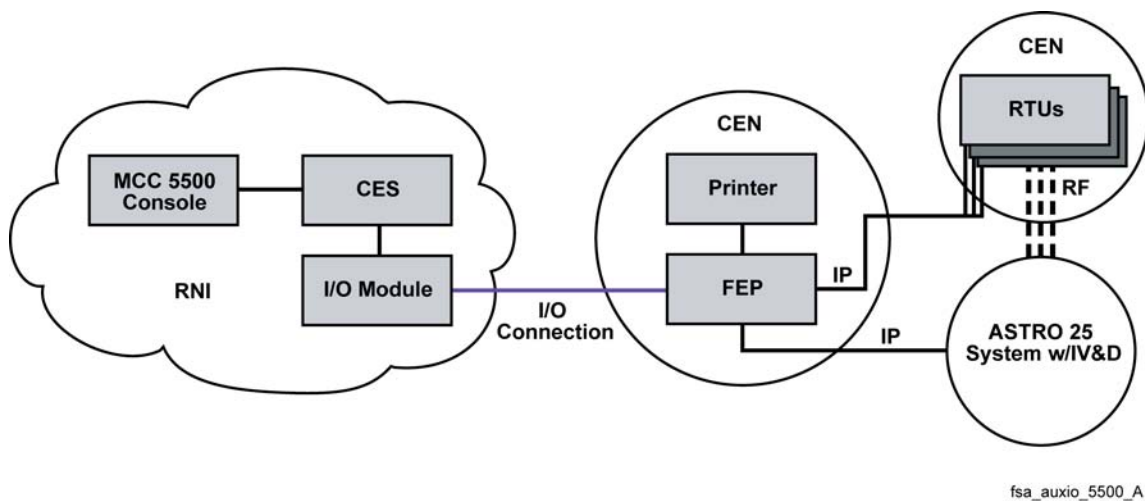 CEN
RTUs
RF
CEN
MCC 5500
Console
CES
Printer
RNI
I/O Module
I/O
Connection
FEP
IP
IP
ASTRO 25
System w/IV&D
fsa_auxio_5500_A